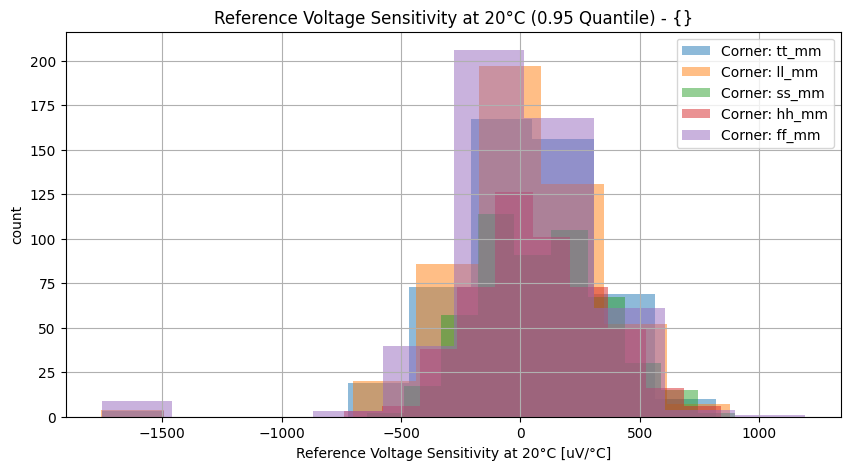 Reference Voltage Sensitivity at 20°C (0.95 Quantile) - {}
Corner: tt_mm
Corner: ll_mm
Corner: ss_mm
Corner: hh_mm
Corner: ff_mm
200
175
150
125
100
75
50
25
0
count
−1500
−1000
−500
0
500
1000
Reference Voltage Sensitivity at 20°C [uV/°C]